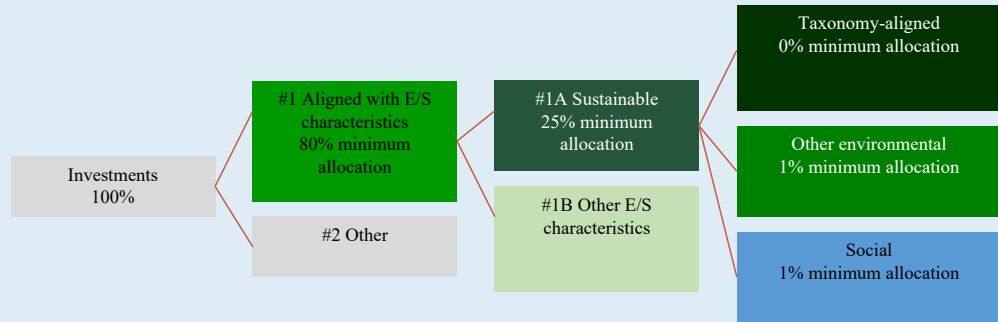 Investments
100%
#1 Aligned with E/S
characteristics
80% minimum
allocation
#2 Other
#1A Sustainable
25% minimum
allocation
#1B Other E/S
characteristics
Taxonomy-aligned
0% minimum allocation
Other environmental
1% minimum allocation
Social
1% minimum allocation